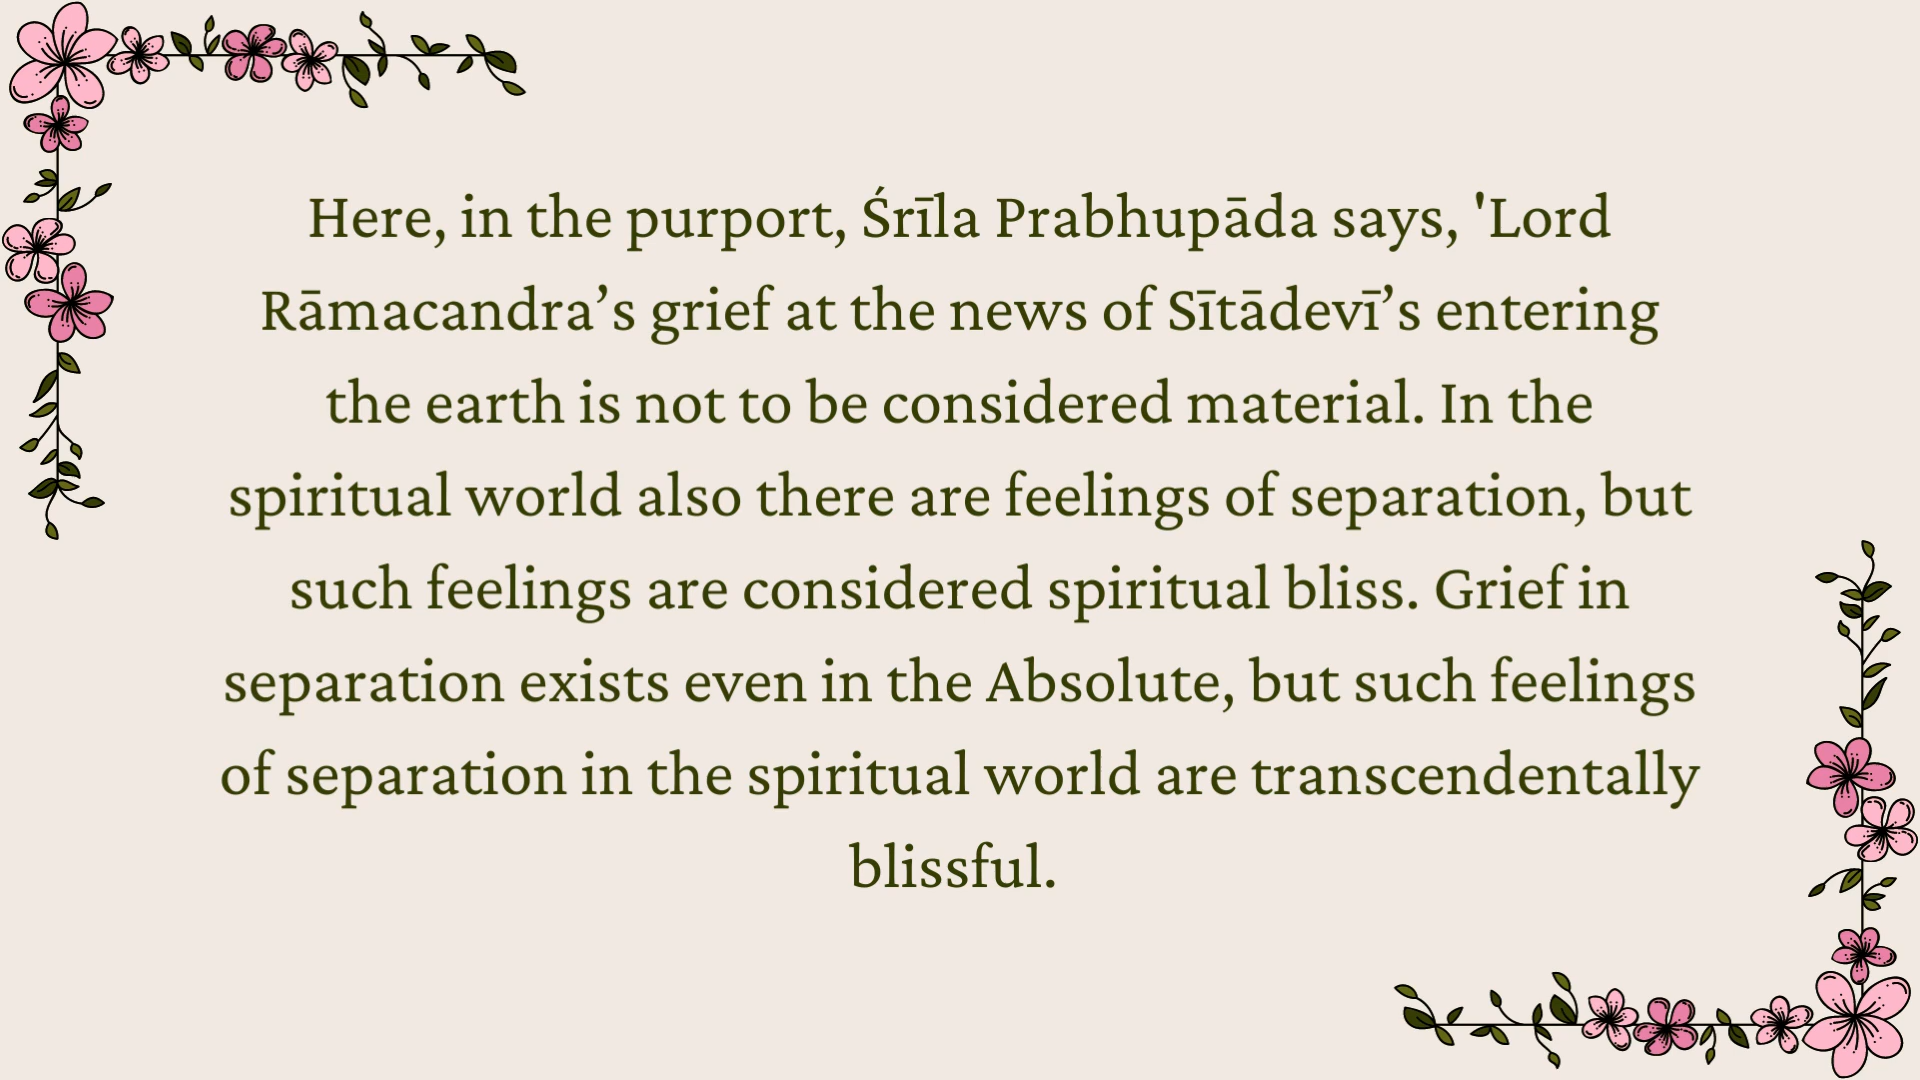 Here, in the purport, Śrīla Prabhupāda says, 'Lord
Rāmacandra’s grief at the news of Sītādevī’s entering
the earth is not to be considered material. In the
spiritual world also there are feelings of separation, but
such feelings are considered spiritual bliss. Grief in
separation exists even in the Absolute, but such feelings
of separation in the spiritual world are transcendentally
blissful.